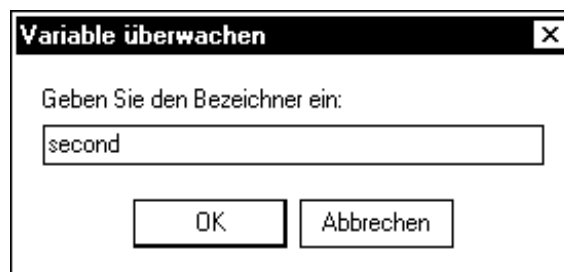 Variable überwachen
Geben Sie den Bezeichner ein:
second
OK Abbrechen